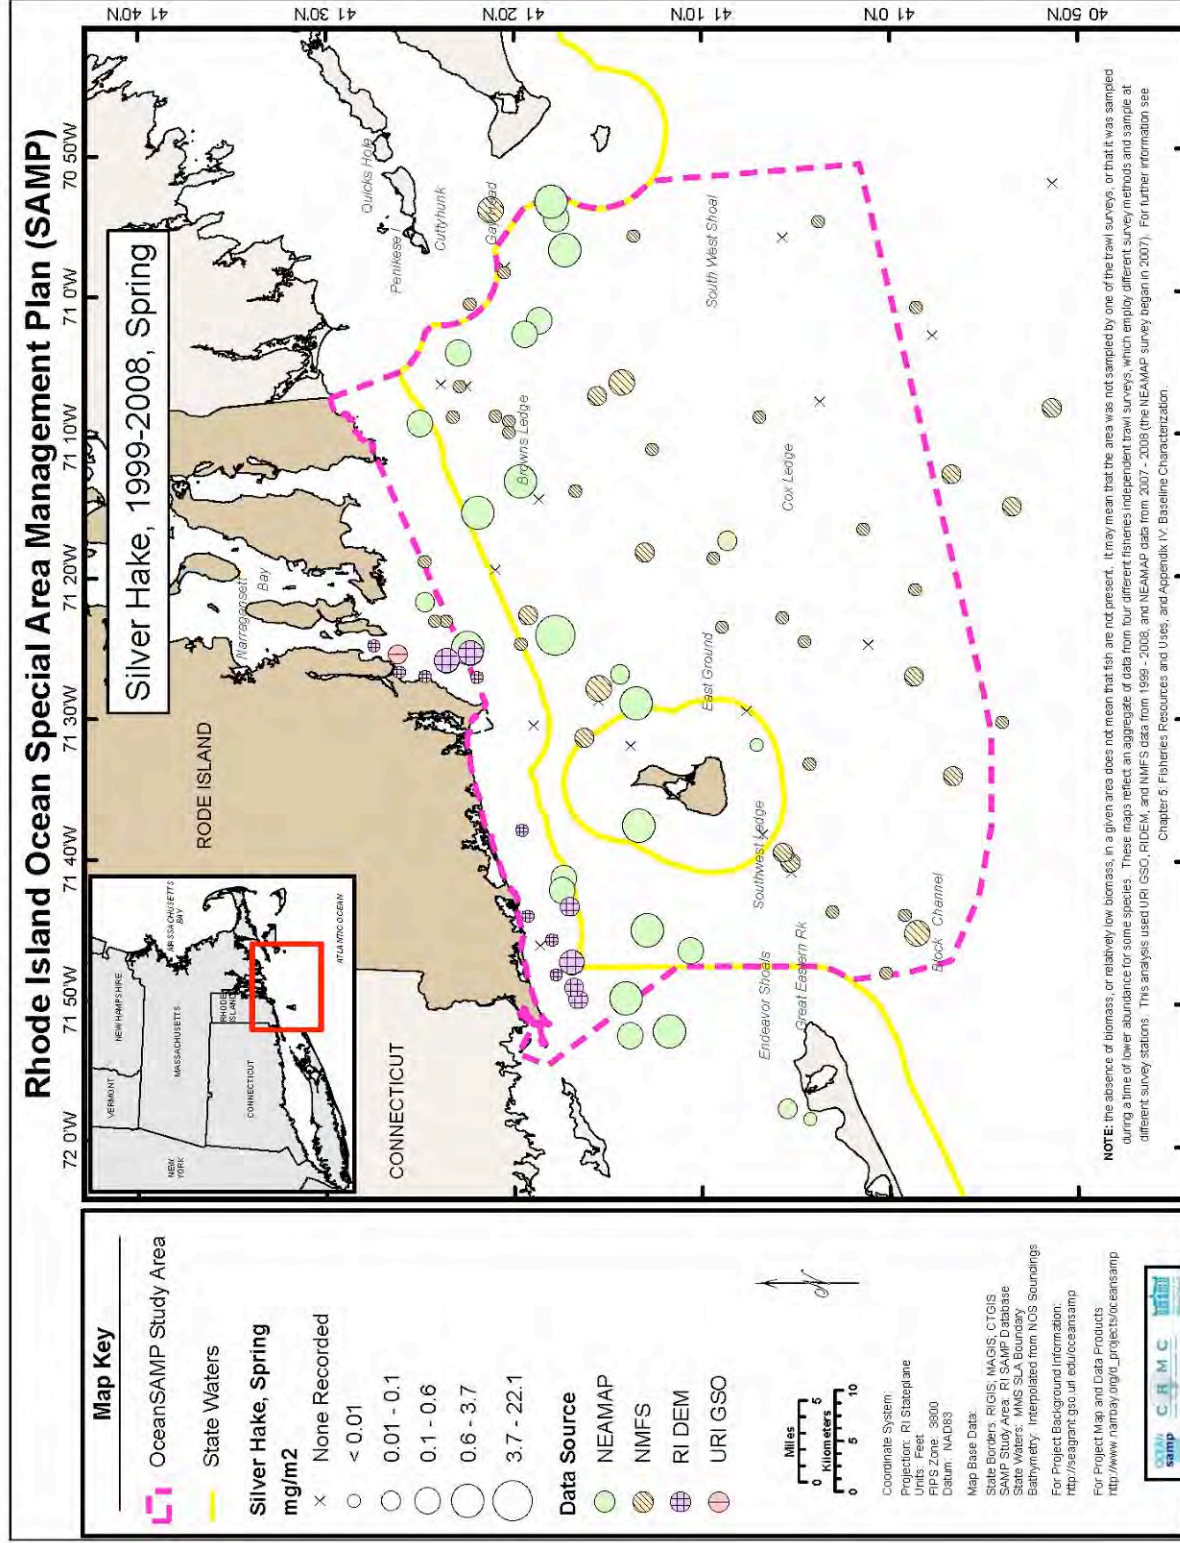 Rhode Island Ocean Special Area Management Plan (SAMP)
Silver Hake, 1999-2008, Spring
72 0'W
71 50'W
71 40'W
71 30'W
71 20'W
71 10'W
71 0'W
70 50'W
41 40'N
41 30'N
41 20'N
41 10'N
41 0'N
40 50'N
VERMONT
NEW HAMPSHIRE
MASSACHUSETTS
MASSACHUSETTS
BAY
NEW
YORK
CONNECTICUT
RHODE
ISLAND
ATLANTIC OCEAN
RODE ISLAND
CONNECTICUT
Narragensett
Bay
Quicks Hole
Penikese I
Cuttyhunk
Gay Head
Browns Ledge
South West Shoal
East Ground
Cox Ledge
Southwest Ledge
Endeavor Shoals
Great Eastern Rk
Block Channel
Map Key
OceanSAMP Study Area
State Waters
Silver Hake, Spring
mg/m2
None Recorded
< 0.01
0.01 - 0.1
0.1 - 0.6
0.6 - 3.7
3.7 - 22.1
Data Source
NEAMAP
NMFS
RI DEM
URI GSO
Miles
0 5
Kilometers
0 5 10
Coordinate System:
Projection: RI Stateplane
Units: Feet
FIPS Zone: 3800
Datum: NAD83
Map Base Data:
State Borders: RIGIS, MAGIS, CTGIS
SAMP Study Area: RI SAMP Database
State Waters: MMS SLA Boundary
Bathymetry: Interpolated from NOS Soundings
For Project Background Information:
http://seagrant.gso.uri.edu/oceansamp
For Project Map and Data Products
http://www.narrbay.org/d_projects/oceansamp
OCEAN
samp
C R M C
NOTE: the absence of biomass, or relatively low biomass, in a given area does not mean that fish are not present. It may mean that the area was not sampled by one of the trawl surveys, or that it was sampled
during a time of lower abundance for some species. These maps reflect an aggregate of data from four different fisheries independent trawl surveys, which employ different survey methods and sample at
different survey stations. This analysis used URI GSO, RIDEM, and NMFS data from 1999 - 2008, and NEAMAP data from 2007 - 2008 (the NEAMAP survey began in 2007). For further information see
Chapter 5: Fisheries Resources and Uses, and Appendix IV: Baseline Characterization.